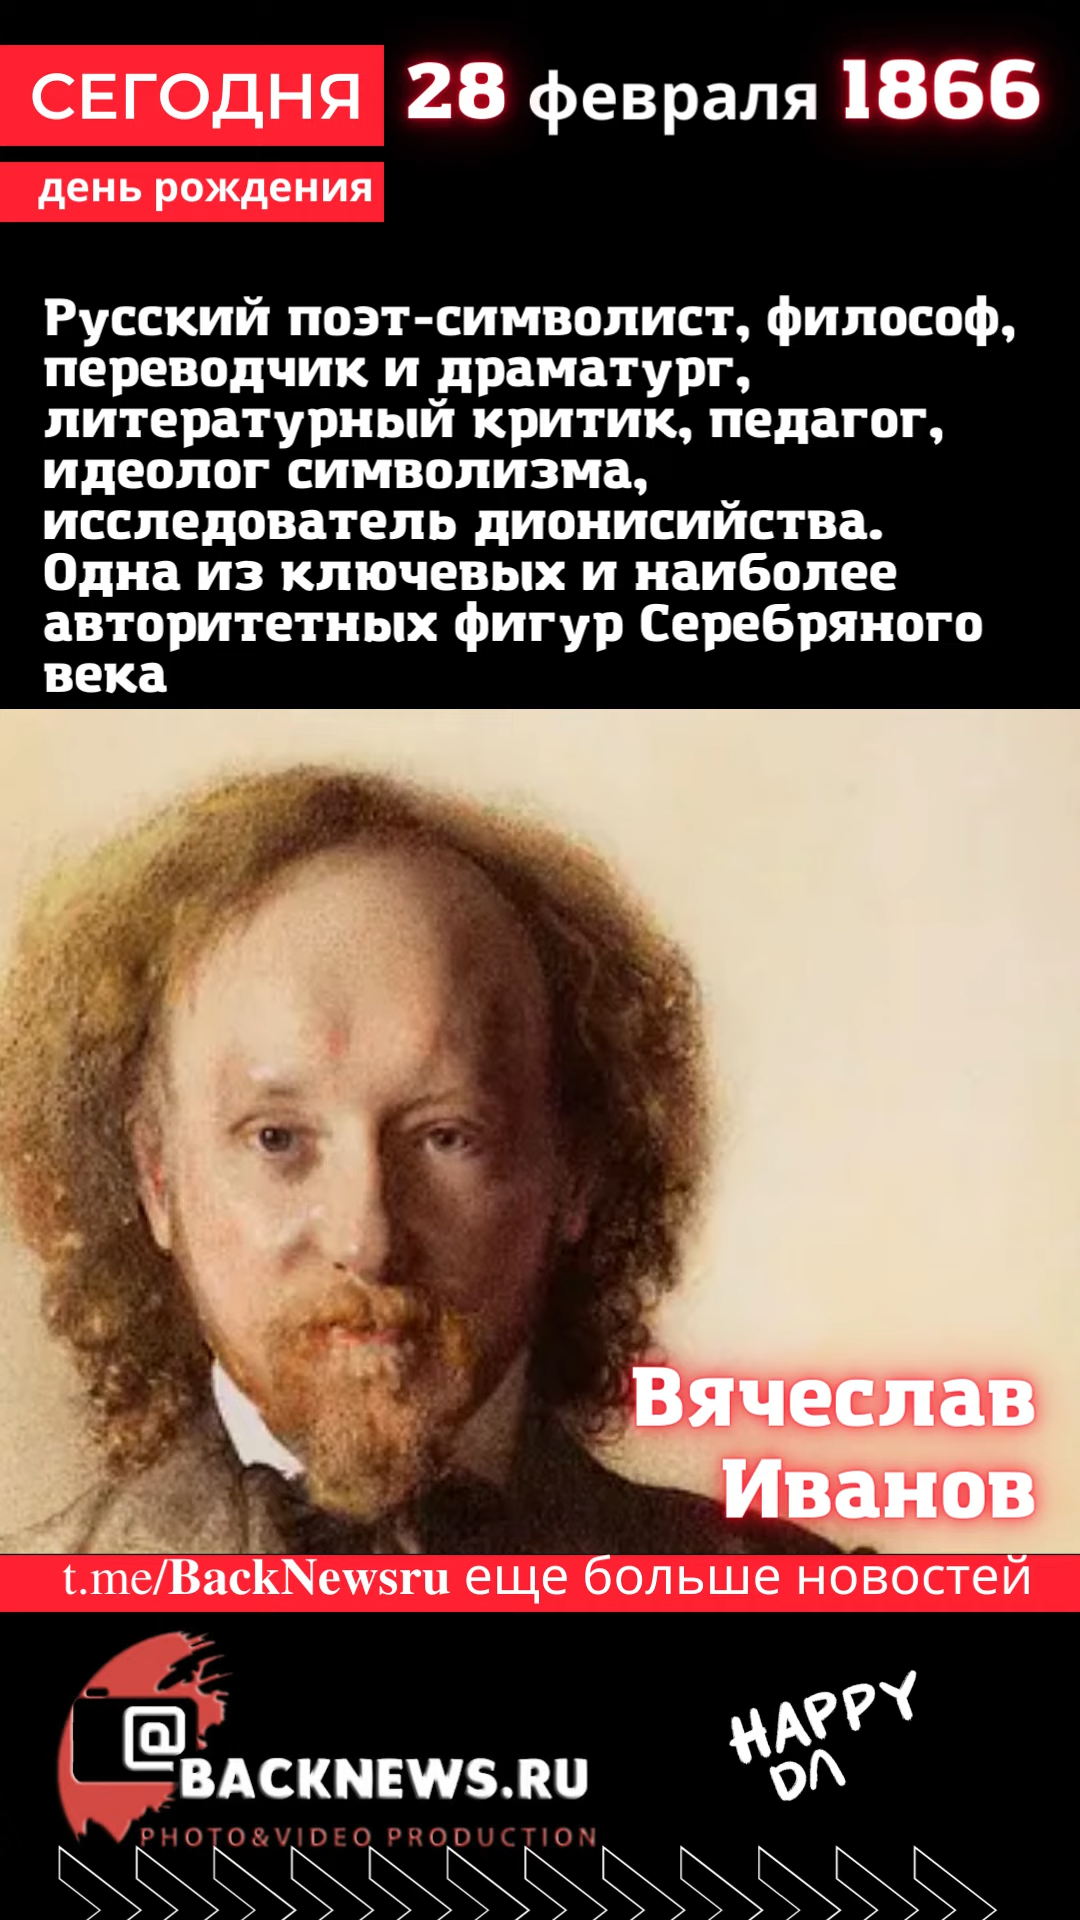 СЕГОДНЯ 28 февраля 1866
день рождения
Русский поэт-символист, философ,
переводчик и драматург,
литературный критик, педагог,
идеолог символизма,
исследователь дионисийства.
Одна из ключевых и наиболее
авторитетных фигур Серебряного
века
Вячеслав
Иванов
t.me/BackNewsru еще больше новостей
HAPPY
@BACKNEWS.RU
PHOTO&VIDEO PRODUCTION